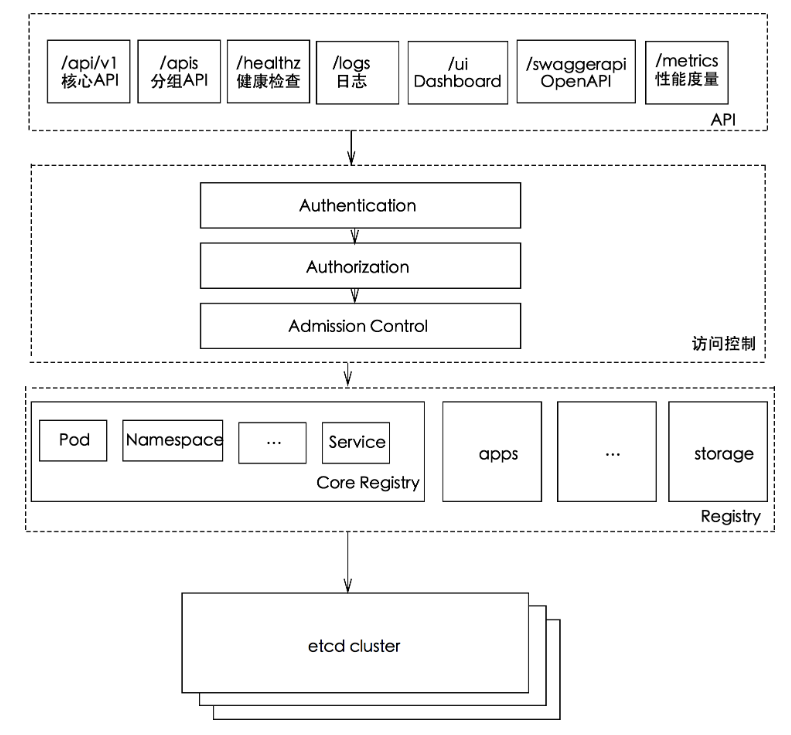 /api/v1
核心API
/apis
分组API
/healthz
健康检查
/logs
日志
/ui
Dashboard
/swaggerapi
OpenAPI
/metrics
性能度量
API
Authentication
Authorization
Admission Control
访问控制
Pod
Namespace
...
Service
Core Registry
apps
...
storage
Registry
etcd cluster